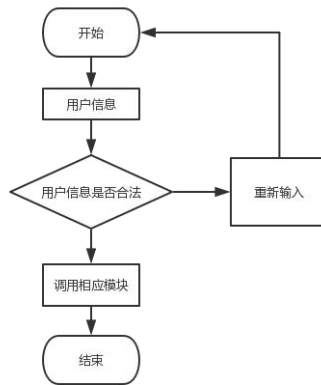 开始
用户信息
用户信息是否合法
重新输入
调用相应模块
结束